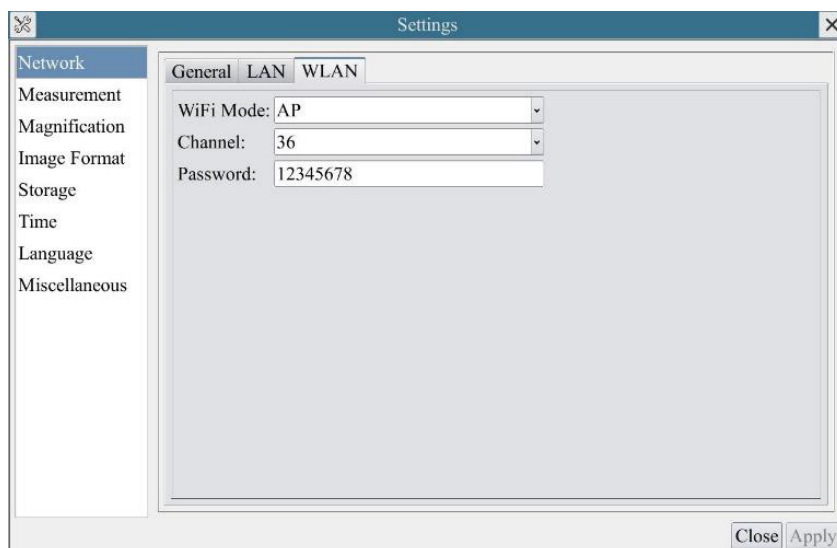 Settings
Network
Measurement
Magnification
Image Format
Storage
Time
Language
Miscellaneous
General LAN WLAN
WiFi Mode: AP
Channel: 36
Password: 12345678
Close Apply